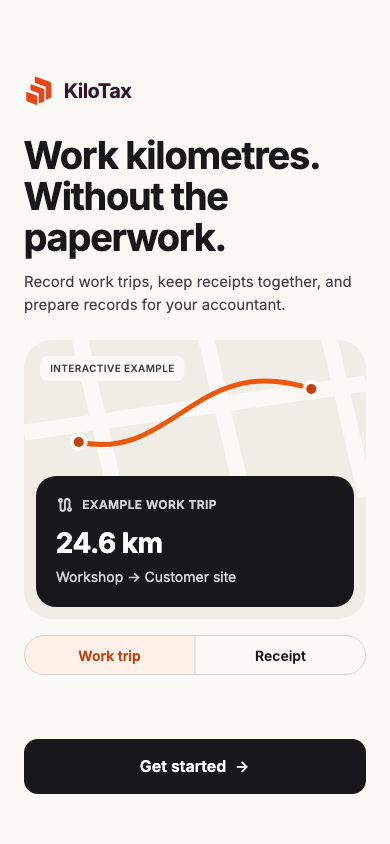 KiloTax
Work kilometres.
Without the
paperwork.
Record work trips, keep receipts together, and
prepare records for your accountant.
INTERACTIVE EXAMPLE
EXAMPLE WORK TRIP
24.6 km
Workshop → Customer site
Work trip
Receipt
Get started →